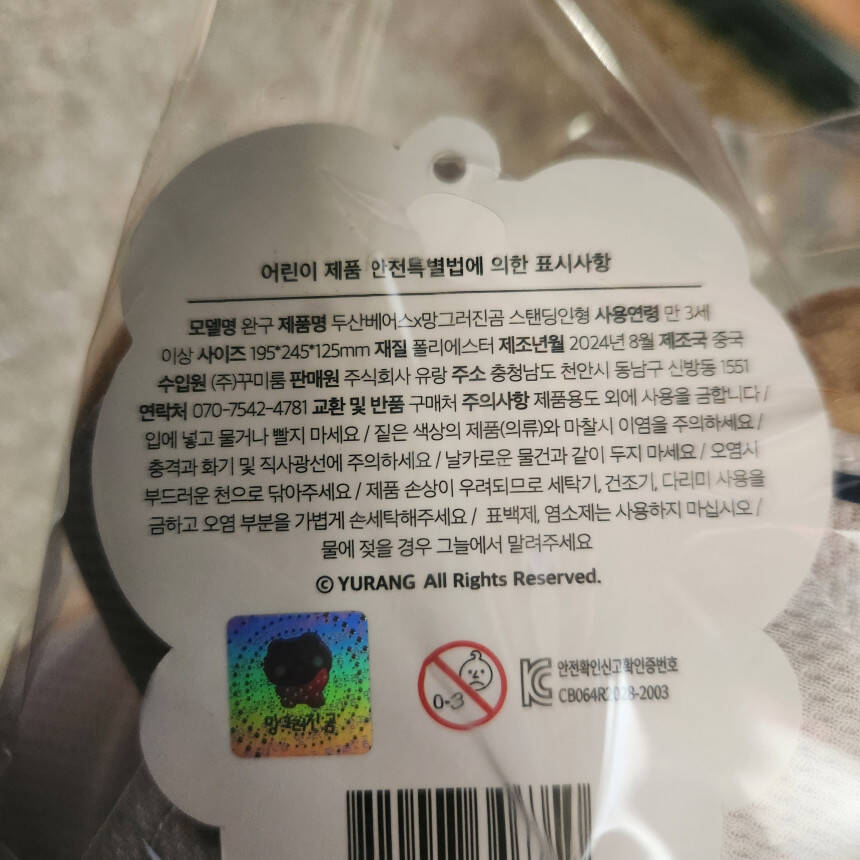 어린이 제품 안전특별법에 의한 표시사항
모델명 완구 제품명 두산베어스x망그러진곰 스탠딩인형 사용연령 만 3세
이상 사이즈 195*245*125mm 재질 폴리에스터 제조년월 2024년 8월 제조국 중국
수입원 (주)꾸미룸 판매원 주식회사 유랑 주소 충청남도 천안시 동남구 신방동 1551
연락처 070-7542-4781 교환 및 반품 구매처 주의사항 제품용도 외에 사용을 금합니다 /
입에 넣고 물거나 빨지 마세요 / 짙은 색상의 제품(의류)와 마찰시 이염을 주의하세요 /
충격과 화기 및 직사광선에 주의하세요 / 날카로운 물건과 같이 두지 마세요 / 오염시
부드러운 천으로 닦아주세요 / 제품 손상이 우려되므로 세탁기, 건조기, 다리미 사용을
금하고 오염 부분을 가볍게 손세탁해주세요 / 표백제, 염소제는 사용하지 마십시오 /
물에 젖을 경우 그늘에서 말려주세요
© YURANG All Rights Reserved.
망그러진 곰
0-3
안전확인신고확인증번호
CB064R2028-2003